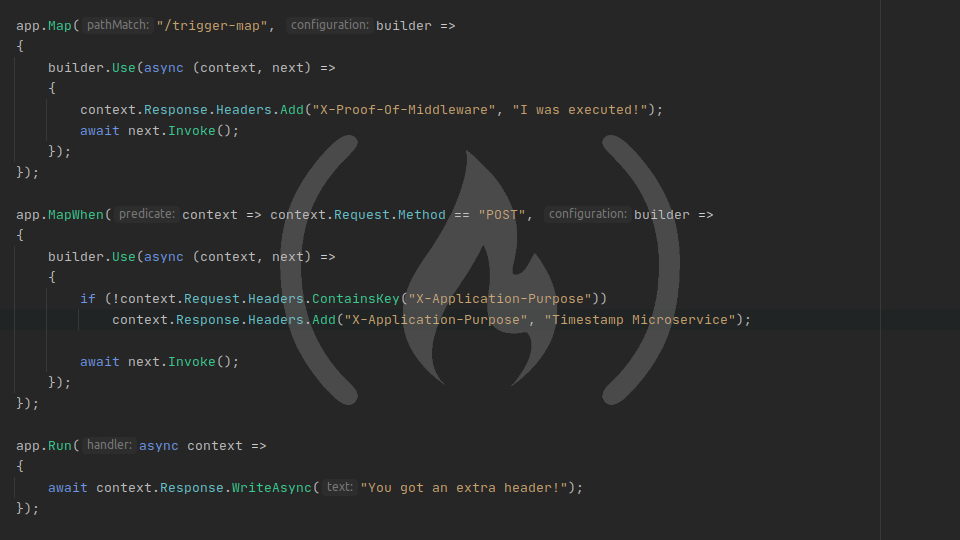 app.Map( pathMatch: "/trigger-map", configuration: builder =>
{
    builder.Use(async (context, next) =>
    {
        context.Response.Headers.Add("X-Proof-Of-Middleware", "I was executed!");
        await next.Invoke();
    });
});
app.MapWhen( predicate: context => context.Request.Method == "POST", configuration: builder =>
{
    builder.Use(async (context, next) =>
    {
        if (!context.Request.Headers.ContainsKey("X-Application-Purpose"))
            context.Response.Headers.Add("X-Application-Purpose", "Timestamp Microservice");
        await next.Invoke();
    });
});
app.Run( handler: async context =>
{
    await context.Response.WriteAsync( text: "You got an extra header!");
});